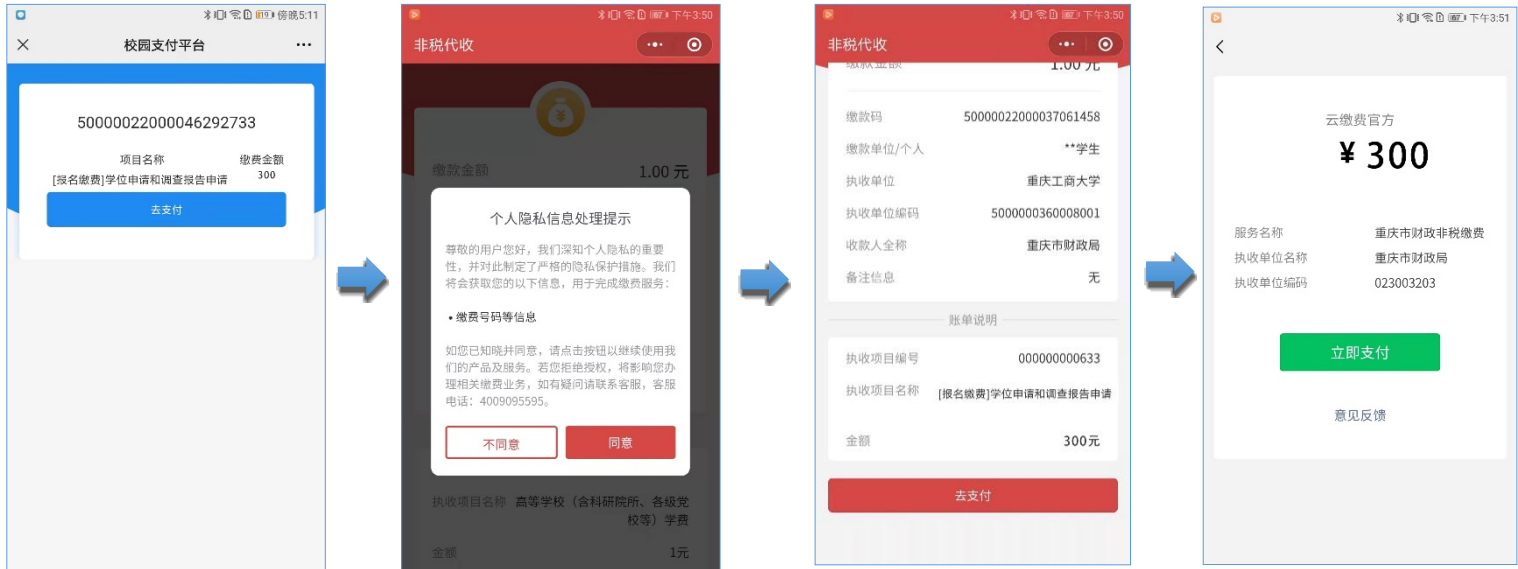 傍晚5:11
校园支付平台
50000022000046292733
项目名称 缴费金额
[报名缴费]学位申请和调查报告申请 300
去支付
下午3:50
非税代收
缴款金额 1.00 元
个人隐私信息处理提示
尊敬的用户您好，我们深知个人隐私的重要
性，并对此制定了严格的隐私保护措施。我们
将会获取您的以下信息，用于完成缴费服务：
• 缴费号码等信息
如您已知晓并同意，请点击按钮以继续使用我
们的产品及服务。若您拒绝授权，将影响您办
理相关缴费业务，如有疑问请联系客服，客服
电话：4009095595。
不同意 同意
执收项目名称 高等学校（含科研院所、各级党
校等）学费
金额 1元
下午3:50
非税代收
缴款金额 1.00 元
缴款码 50000022000037061458
缴款单位/个人 **学生
执收单位 重庆工商大学
执收单位编码 5000000360008001
收款人全称 重庆市财政局
备注信息 无
账单说明
执收项目编号 000000000633
执收项目名称 [报名缴费]学位申请和调查报告申请
金额 300元
去支付
下午3:51
云缴费官方
¥ 300
服务名称 重庆市财政非税缴费
执收单位名称 重庆市财政局
执收单位编码 023003203
立即支付
意见反馈